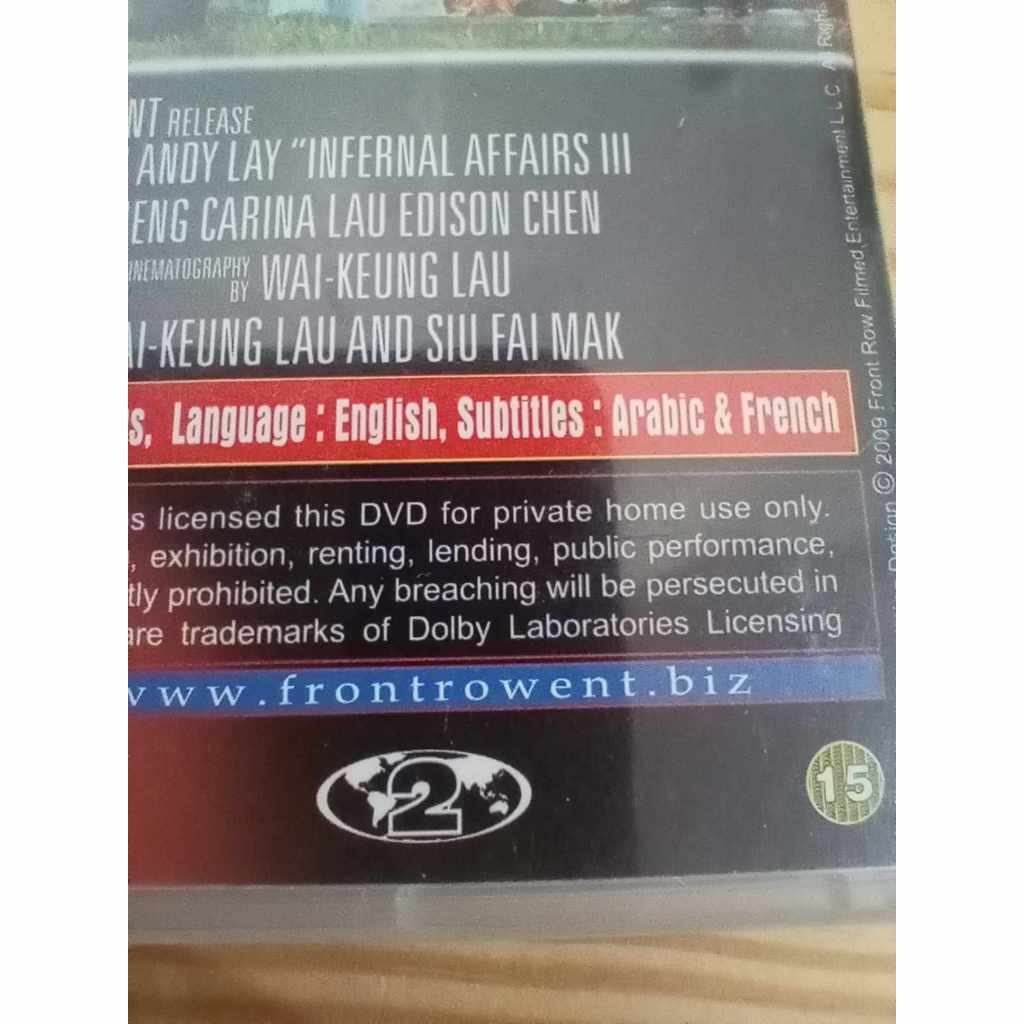 NT RELEASE
ANDY LAY "INFERNAL AFFAIRS III
ENG CARINA LAU EDISON CHEN
CINEMATOGRAPHY BY WAI-KEUNG LAU
AI-KEUNG LAU AND SIU FAI MAK
s, Language : English, Subtitles : Arabic & French
s licensed this DVD for private home use only.
, exhibition, renting, lending, public performance,
tly prohibited. Any breaching will be persecuted in
are trademarks of Dolby Laboratories Licensing
www.frontrowent.biz
2
15
Design © 2009 Front Row Filmed Entertainment L L C. All Rights